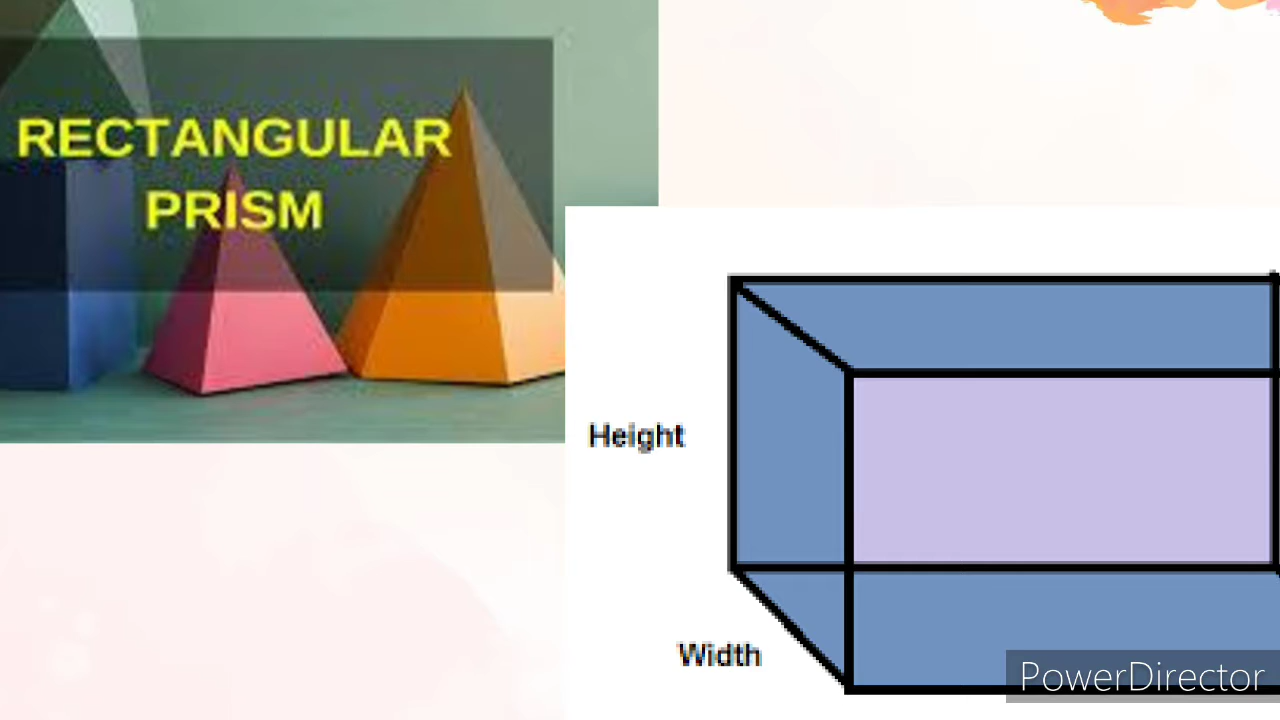 RECTANGULAR
PRISM
Height
Width
PowerDirector